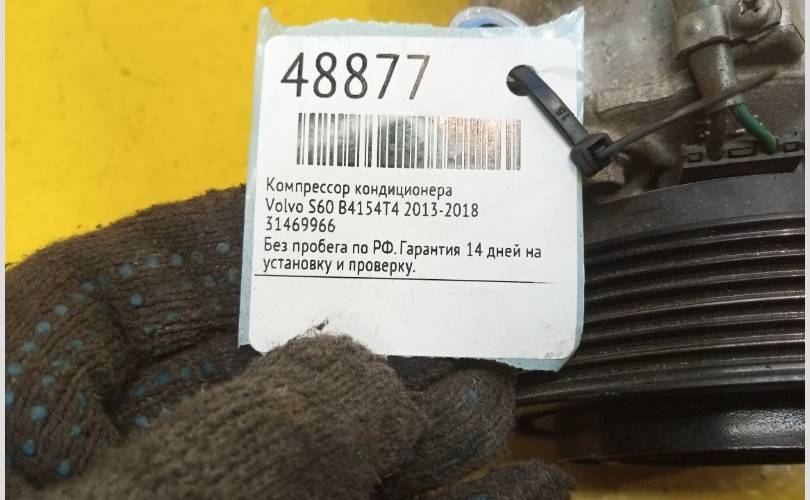 48877
Компрессор кондиционера
Volvo S60 B4154T4 2013-2018
31469966
Без пробега по РФ. Гарантия 14 дней на
установку и проверку.